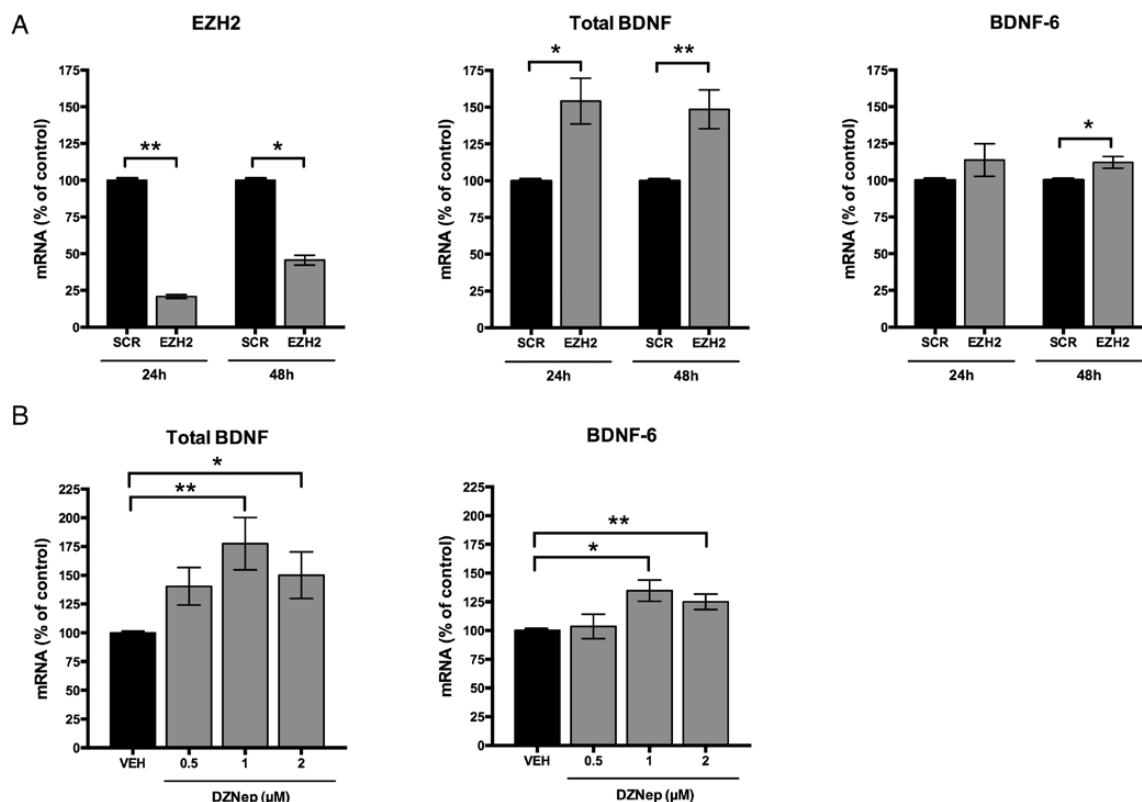 A
EZH2
Total BDNF
BDNF-6
mRNA (% of control)
175
150
125
100
75
50
25
0
**
*
SCR EZH2 SCR EZH2
24h 48h
mRNA (% of control)
175
150
125
100
75
50
25
0
*
**
SCR EZH2 SCR EZH2
24h 48h
mRNA (% of control)
175
150
125
100
75
50
25
0
*
SCR EZH2 SCR EZH2
24h 48h
B
Total BDNF
BDNF-6
mRNA (% of control)
225
200
175
150
125
100
75
50
25
0
*
**
VEH 0.5 1 2
DZNep (µM)
mRNA (% of control)
225
200
175
150
125
100
75
50
25
0
**
*
VEH 0.5 1 2
DZNep (µM)